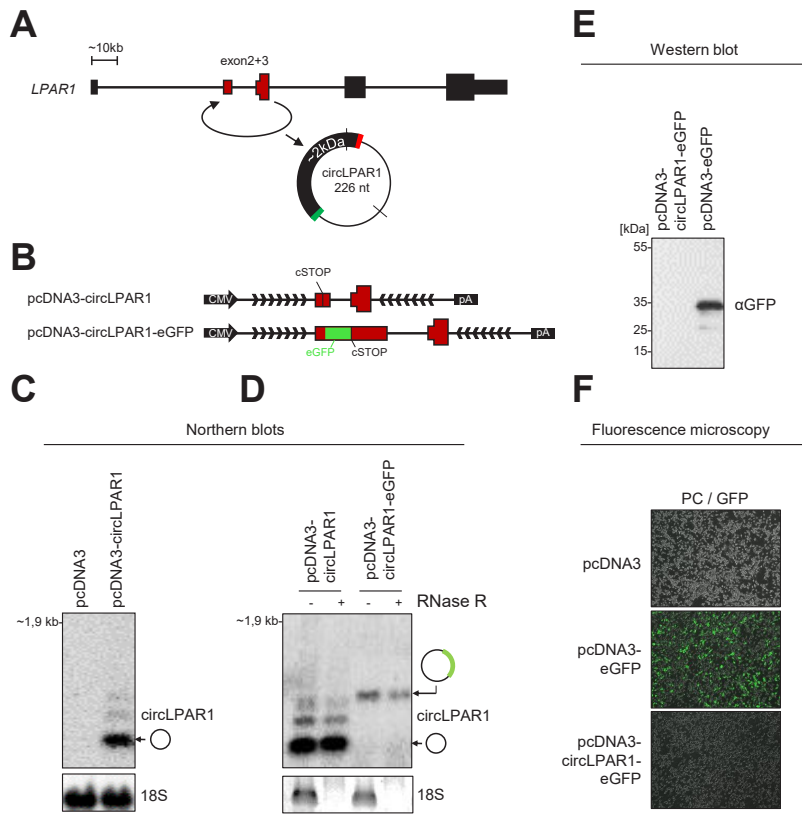 A
~10kb
exon2+3
LPAR1
~2kDa
circLPAR1
226 nt
B
cSTOP
pcDNA3-circLPAR1
CMV
pA
pcDNA3-circLPAR1-eGFP
CMV
pA
eGFP
cSTOP
C
D
Northern blots
pcDNA3
pcDNA3-circLPAR1
~1,9 kb-
circLPAR1
18S
pcDNA3-
circLPAR1
pcDNA3-
circLPAR1-eGFP
- + - +
RNase R
~1,9 kb-
circLPAR1
18S
E
Western blot
pcDNA3-
circLPAR1-eGFP
pcDNA3-eGFP
[kDa]
55-
35-
αGFP
25-
15-
F
Fluorescence microscopy
PC / GFP
pcDNA3
pcDNA3-
eGFP
pcDNA3-
circLPAR1-
eGFP